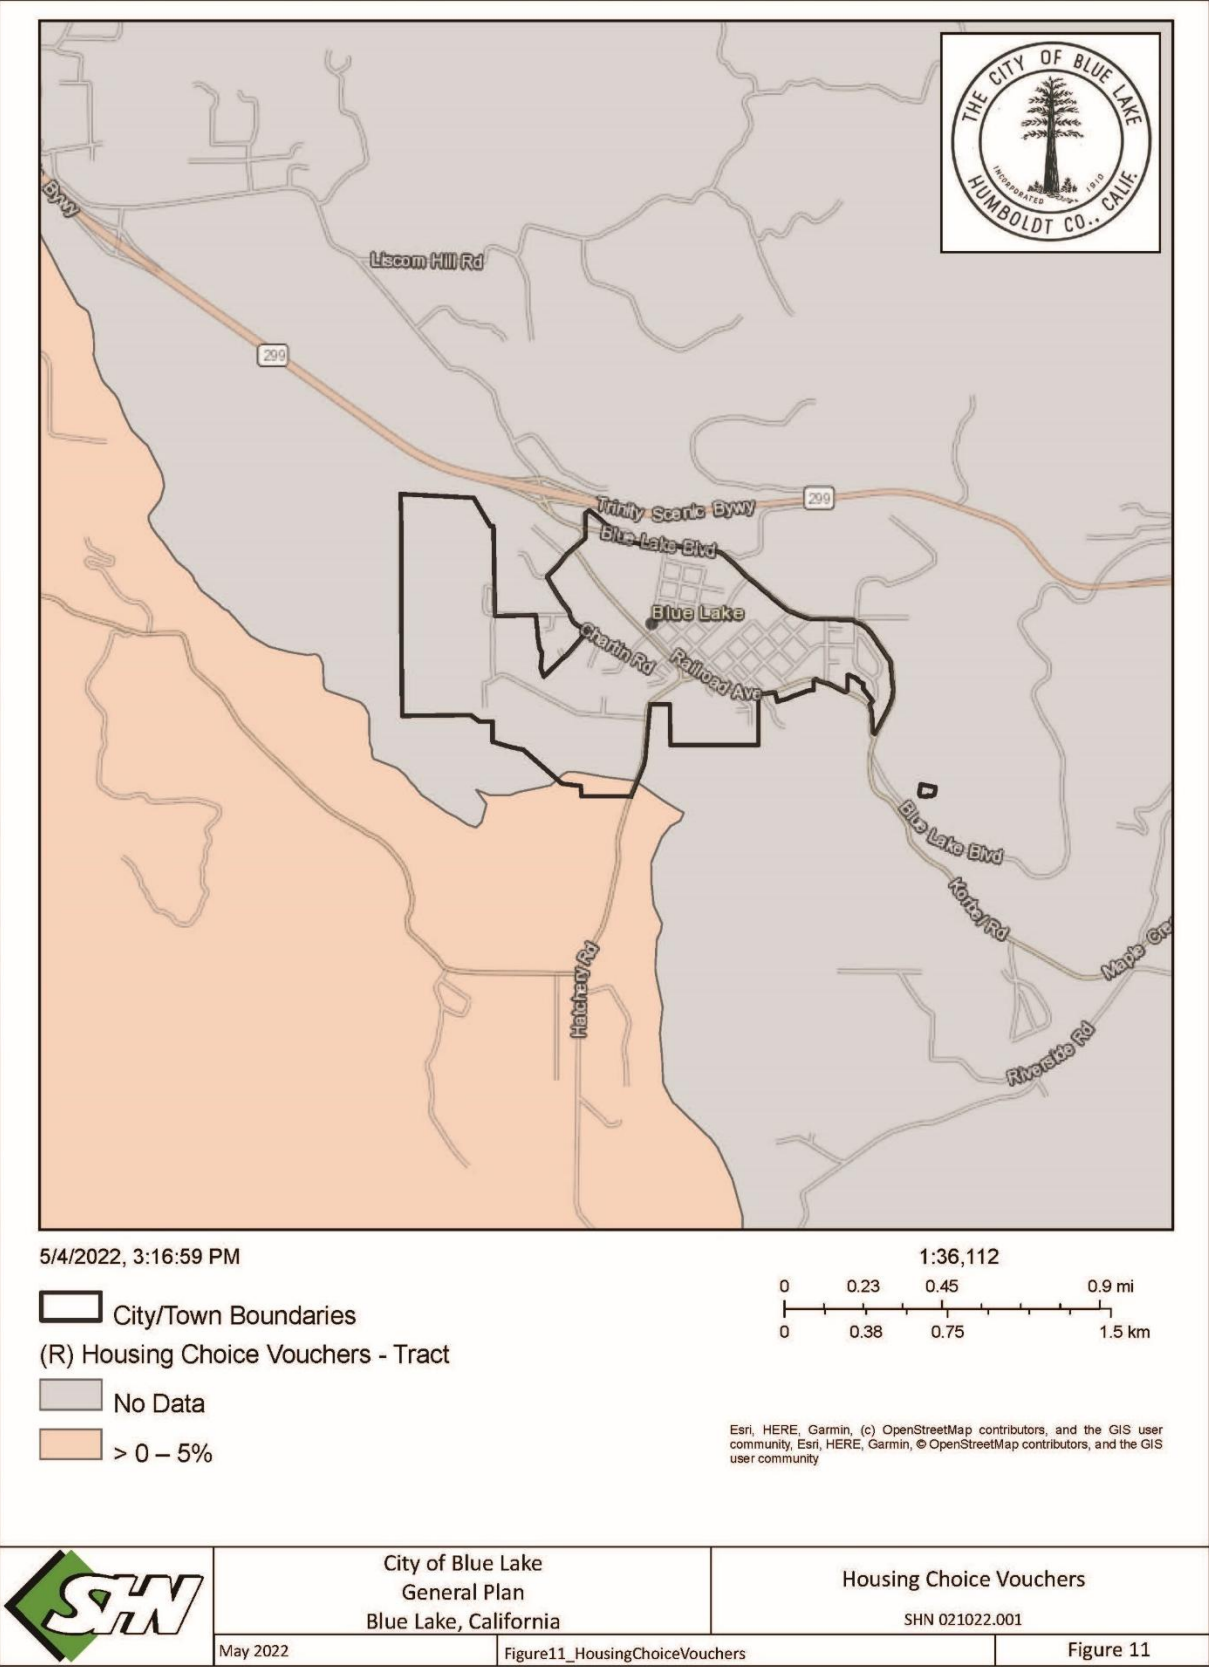 THE CITY OF BLUE LAKE
INCORPORATED 1910
HUMBOLDT CO., CALIF.
Bywy
Liscom Hill Rd
299
Trinity Scenic Bywy
299
Blue Lake Blvd
Blue Lake
Chartin Rd
Railroad Ave
Blue Lake Blvd
Korbel Rd
Maple Cre
Hatchery Rd
Riverside Rd
5/4/2022, 3:16:59 PM
1:36,112
0 0.23 0.45 0.9 mi
0 0.38 0.75 1.5 km
City/Town Boundaries
(R) Housing Choice Vouchers - Tract
No Data
> 0 – 5%
Esri, HERE, Garmin, (c) OpenStreetMap contributors, and the GIS user
community, Esri, HERE, Garmin, © OpenStreetMap contributors, and the GIS
user community
SHN
City of Blue Lake
General Plan
Blue Lake, California
Housing Choice Vouchers
SHN 021022.001
May 2022
Figure11_HousingChoiceVouchers
Figure 11